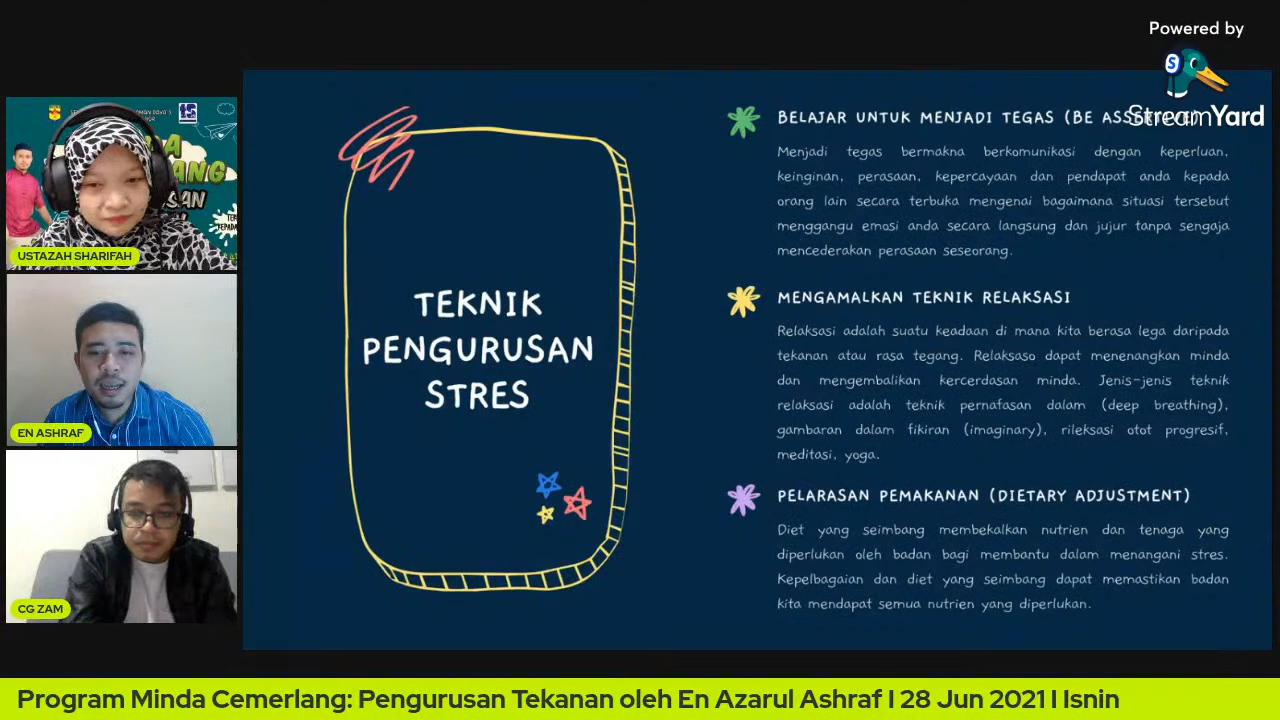 Powered by
StreamYard
TEKNIK
PENGURUSAN
STRES
BELAJAR UNTUK MENJADI TEGAS (BE
Menjadi tegas bermakna berkomunikasi dengan keperluan,
keinginan, perasaan, kepercayaan dan pendapat anda kepada
orang lain secara terbuka mengenai bagaimana situasi tersebut
menggangu emosi anda secara langsung dan jujur tanpa sengaja
mencederakan perasaan seseorang.
MENGAMALKAN TEKNIK RELAKSASI
Relaksasi adalah suatu keadaan di mana kita berasa lega daripada
tekanan atau rasa tegang. Relaksaso dapat menenangkan minda
dan mengembalikan kercerdasan minda. Jenis-jenis teknik
relaksasi adalah teknik pernafasan dalam (deep breathing),
gambaran dalam fikiran (imaginary), rileksasi otot progresif,
meditasi, yoga.
PELARASAN PEMAKANAN (DIETARY ADJUSTMENT)
Diet yang seimbang membekalkan nutrien dan tenaga yang
diperlukan oleh badan bagi membantu dalam menangani stres.
Kepelbagaian dan diet yang seimbang dapat memastikan badan
kita mendapat semua nutrien yang diperlukan.
USTAZAH SHARIFAH
EN ASHRAF
CG ZAM
Program Minda Cemerlang: Pengurusan Tekanan oleh En Azarul Ashraf I 28 Jun 2021 I Isnin